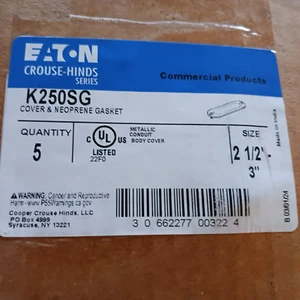 EATON
CROUSE-HINDS
SERIES
Commercial Products
K250SG
COVER & NEOPRENE GASKET
Made in India
QUANTITY
5
UL
LISTED
22F0
METALLIC
CONDUIT
BODY COVER
SIZE
2 1/2"-
3"
WARNING: Cancer and Reproductive
Harm-www.P65Warnings.ca.gov
Cooper Crouse Hinds, LLC
PO Box 4999
Syracuse, NY 13221
3 0 662277 00322 4
B 03/01/24